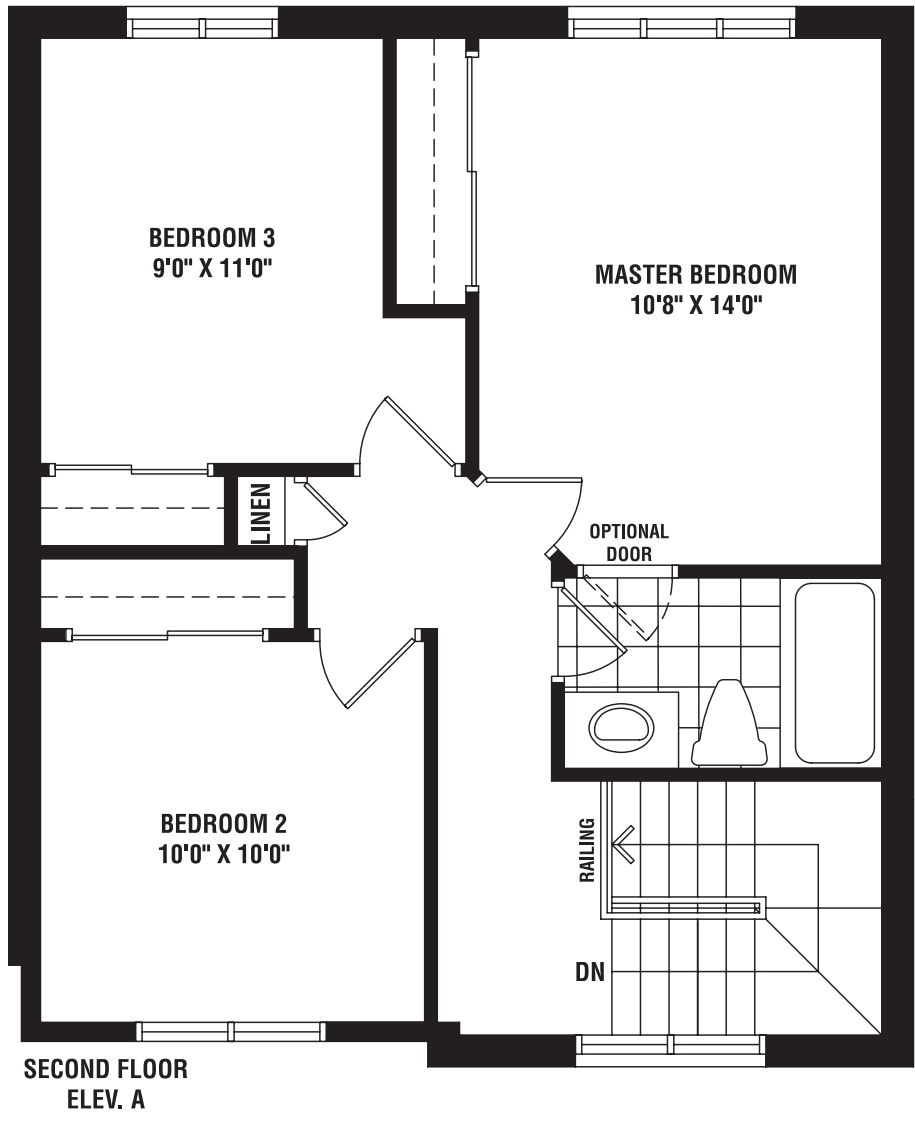 BEDROOM 3
9'0" X 11'0"
MASTER BEDROOM
10'8" X 14'0"
LINEN
OPTIONAL
DOOR
BEDROOM 2
10'0" X 10'0"
RAILING
DN
SECOND FLOOR
ELEV. A